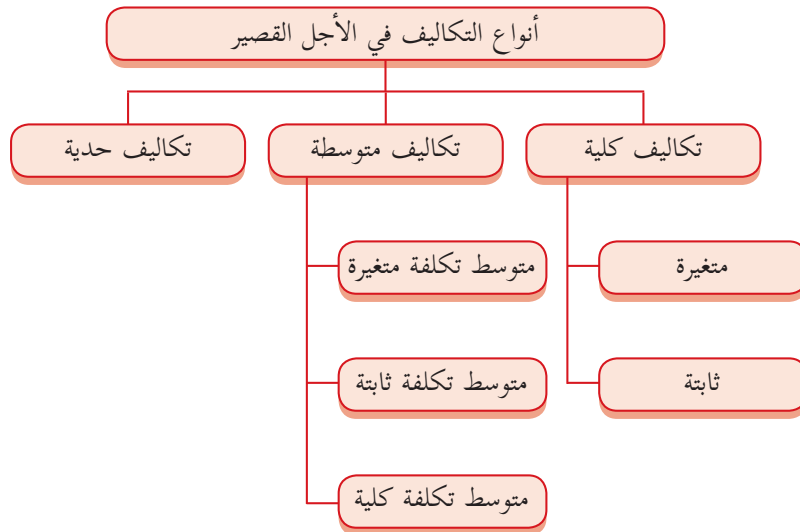 أنواع التكاليف في الأجل القصير
تكاليف كلية
تكاليف متوسطة
تكاليف حدية
متغيرة
متوسط تكلفة متغيرة
ثابتة
متوسط تكلفة ثابتة
متوسط تكلفة كلية